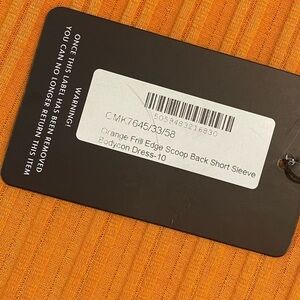 WARNING!
ONCE THIS LABEL HAS BEEN REMOVED
YOU CAN NO LONGER RETURN THIS ITEM
5059483216830
CMK7645/33/58
Orange Frill Edge Scoop Back Short Sleeve
Bodycon Dress-10